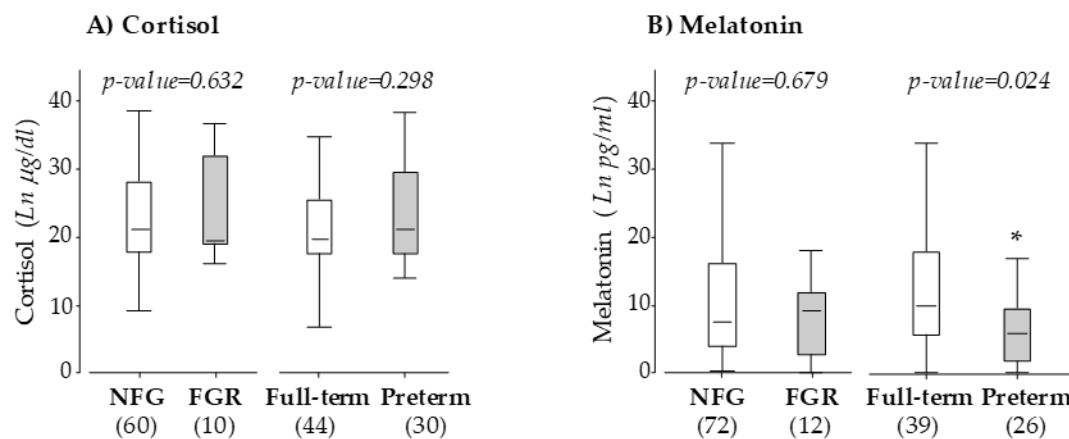 A) Cortisol
p-value=0.632
p-value=0.298
Cortisol (Ln µg/dl)
40
30
20
10
0
NFG FGR Full-term Preterm
(60) (10) (44) (30)
B) Melatonin
p-value=0.679
p-value=0.024
Melatonin ( Ln pg/ml)
40
30
20
10
0
*
NFG FGR Full-term Preterm
(72) (12) (39) (26)